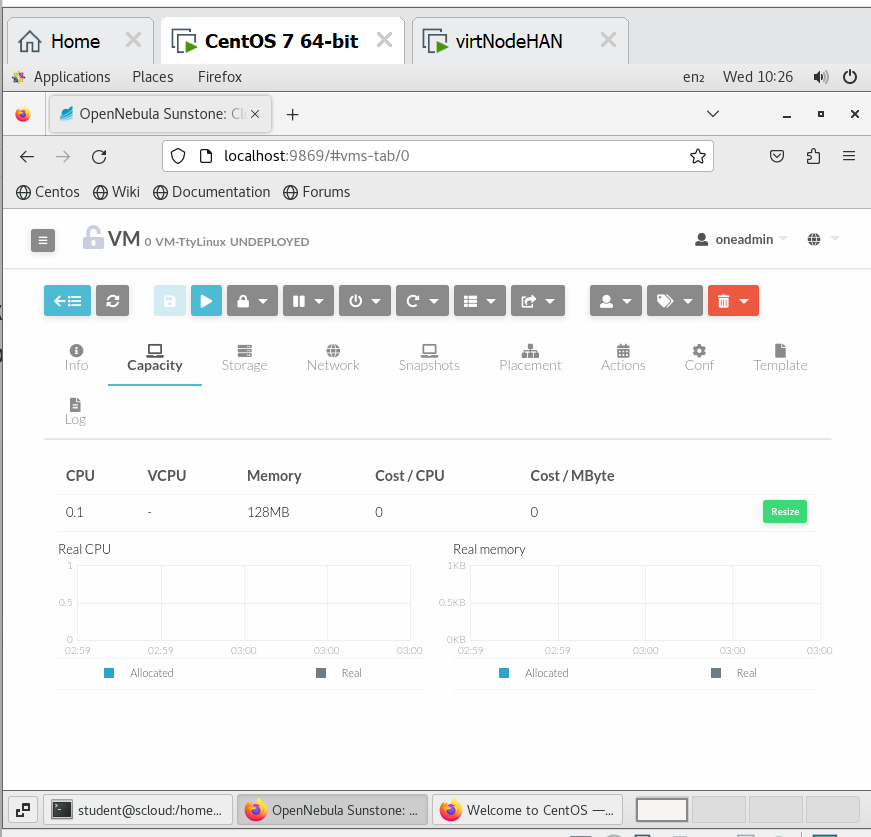 Home
CentOS 7 64-bit
virtNodeHAN
Applications Places Firefox en₂ Wed 10:26
OpenNebula Sunstone: Cl
localhost:9869/#vms-tab/0
Centos Wiki Documentation Forums
VM 0 VM-TtyLinux UNDEPLOYED oneadmin
Info Capacity Storage Network Snapshots Placement Actions Conf Template
Log
CPU VCPU Memory Cost / CPU Cost / MByte
0.1 - 128MB 0 0 Resize
Real CPU Real memory
1 1KB
0.5 0.5KB
0 0KB
02:59 02:59 03:00 03:00 03:00 02:59 02:59 03:00 03:00 03:00
Allocated Real Allocated Real
student@scloud:/home... OpenNebula Sunstone: ... Welcome to CentOS —...